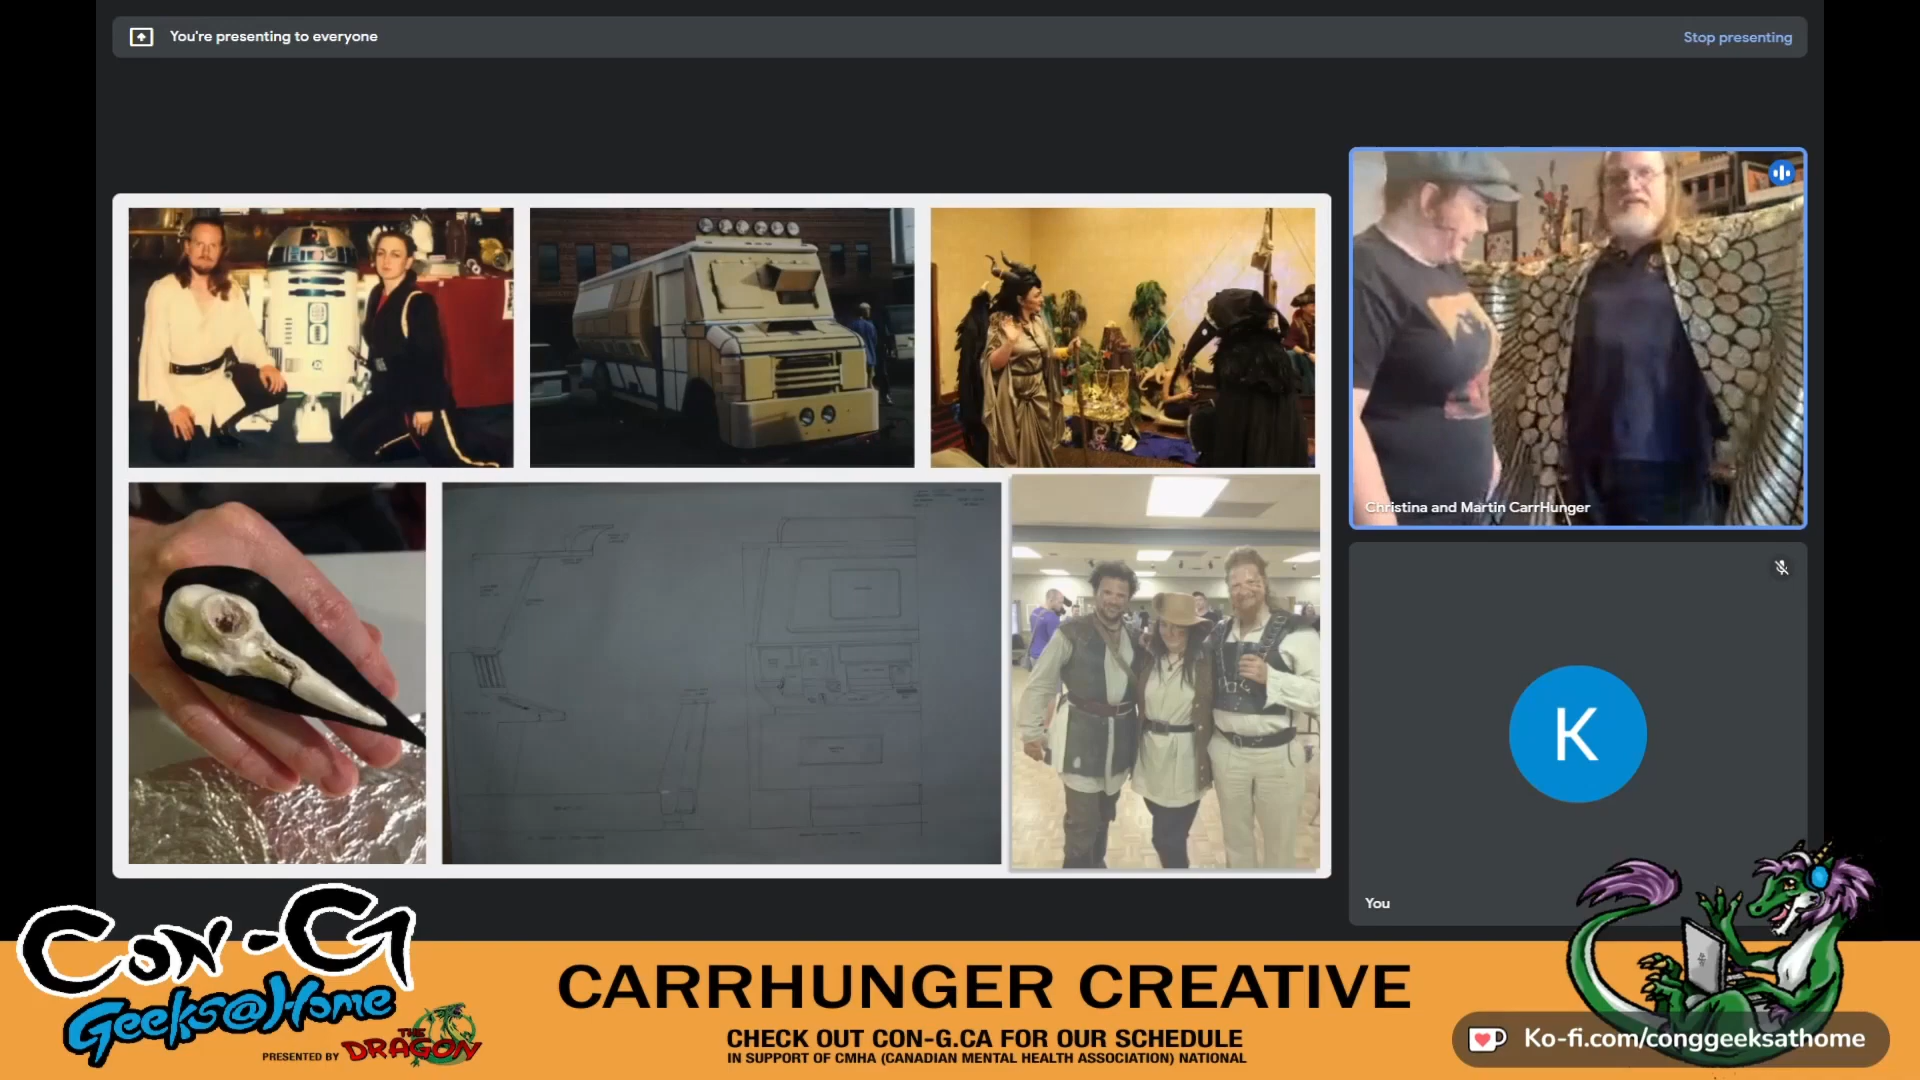 You're presenting to everyone
Stop presenting
Christina and Martin CarrHunger
K
You
CON-G
Geeks@Home
PRESENTED BY THE DRAGON
CARRHUNGER CREATIVE
CHECK OUT CON-G.CA FOR OUR SCHEDULE
IN SUPPORT OF CMHA (CANADIAN MENTAL HEALTH ASSOCIATION) NATIONAL
Ko-fi.com/conggeeksathome